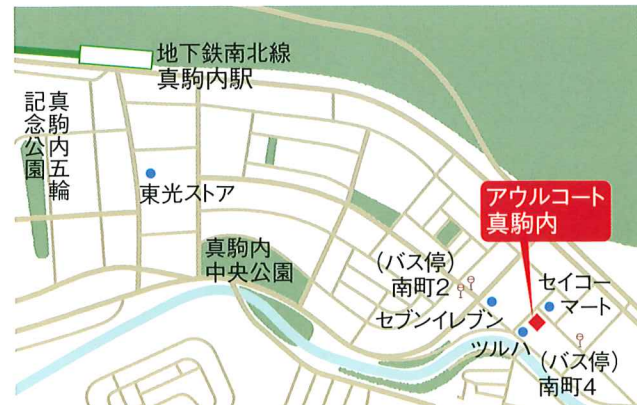 地下鉄南北線
真駒内駅
真駒内五輪
記念公園
東光ストア
アウルコート
真駒内
真駒内
中央公園
(バス停)
南町2
セイコー
マート
セブンイレブン
ツルハ
(バス停)
南町4